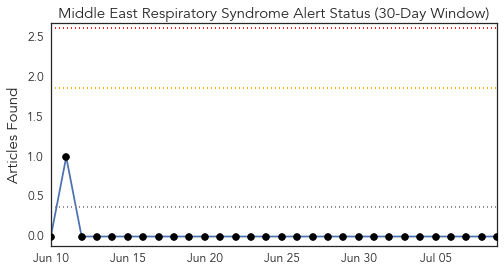 Middle East Respiratory Syndrome Alert Status (30-Day Window)
Articles Found
2.5
2.0
1.5
1.0
0.5
0.0
Jun 10
Jun 15
Jun 20
Jun 25
Jun 30
Jul 05